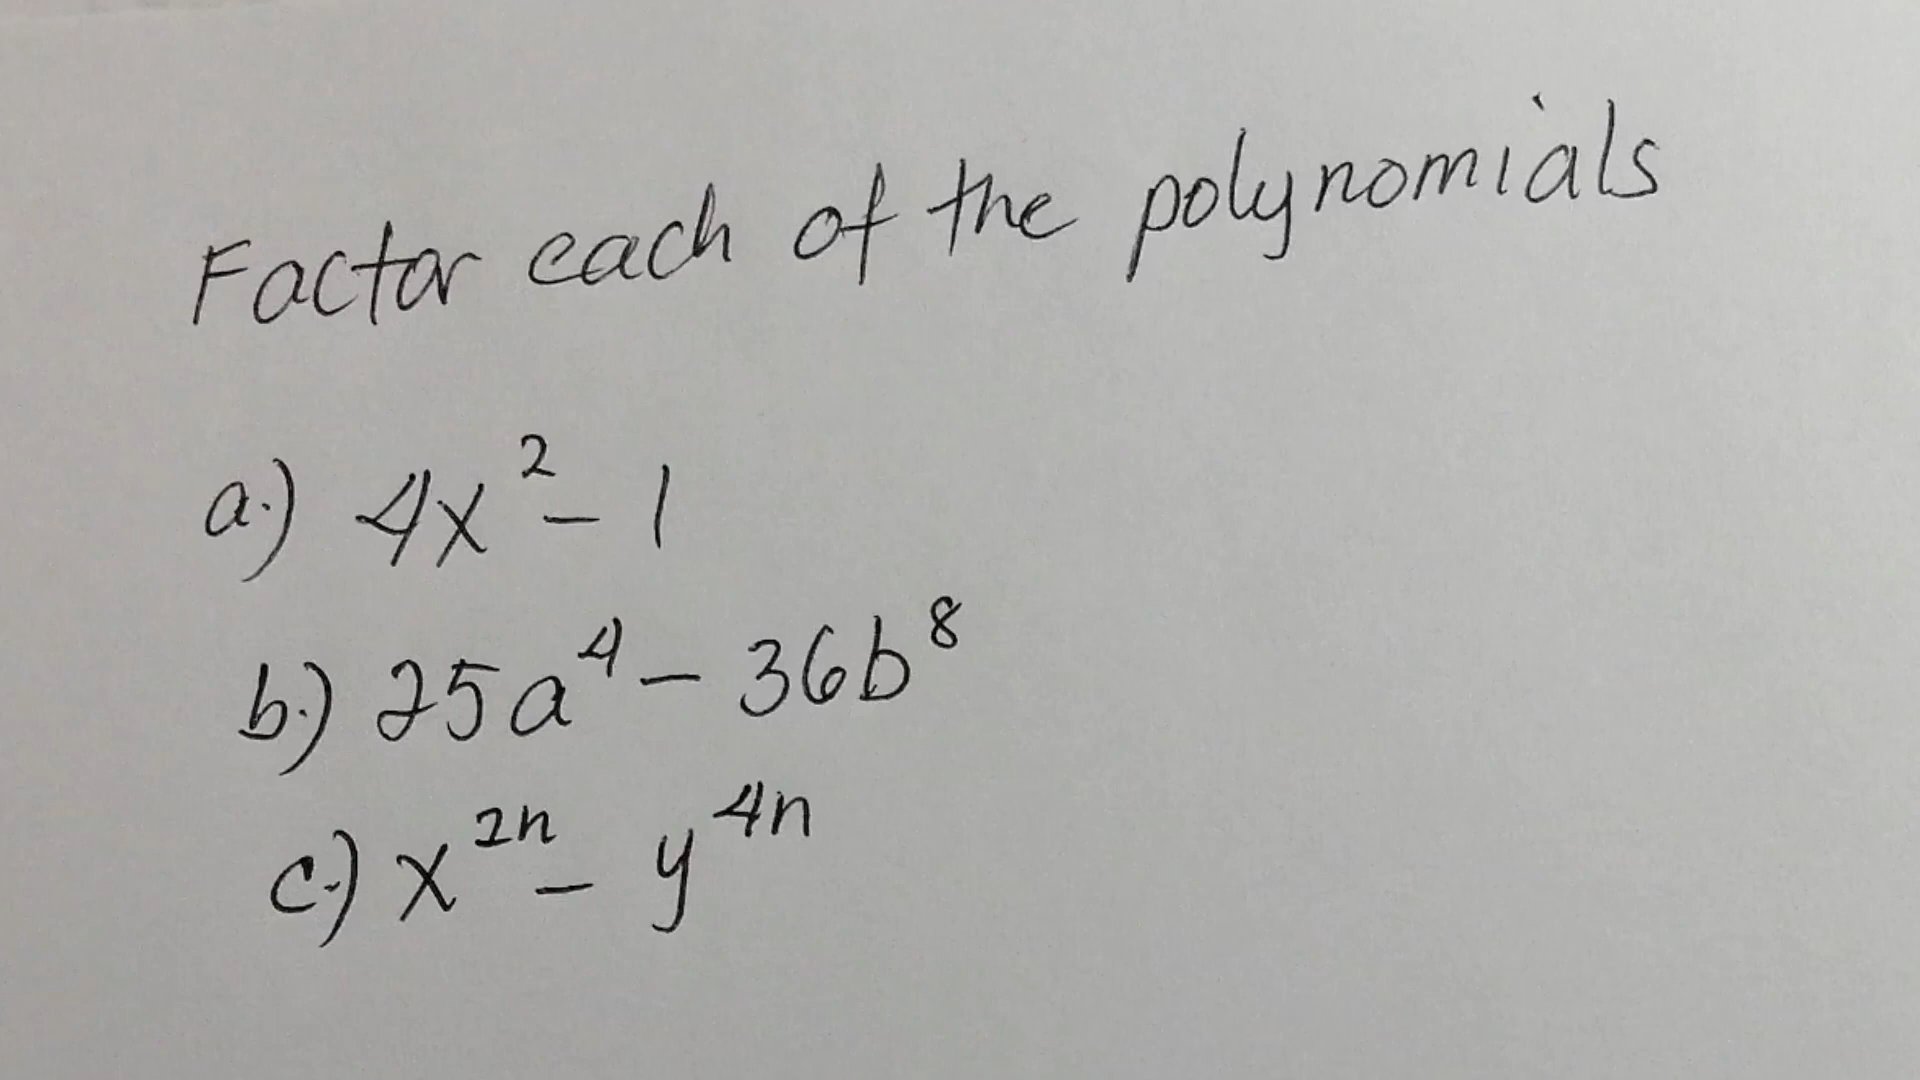 Factor each of the polynomials
a.) 4x² - 1
b.) 25a⁴ - 36b⁸
c.) x²ⁿ - y⁴ⁿ